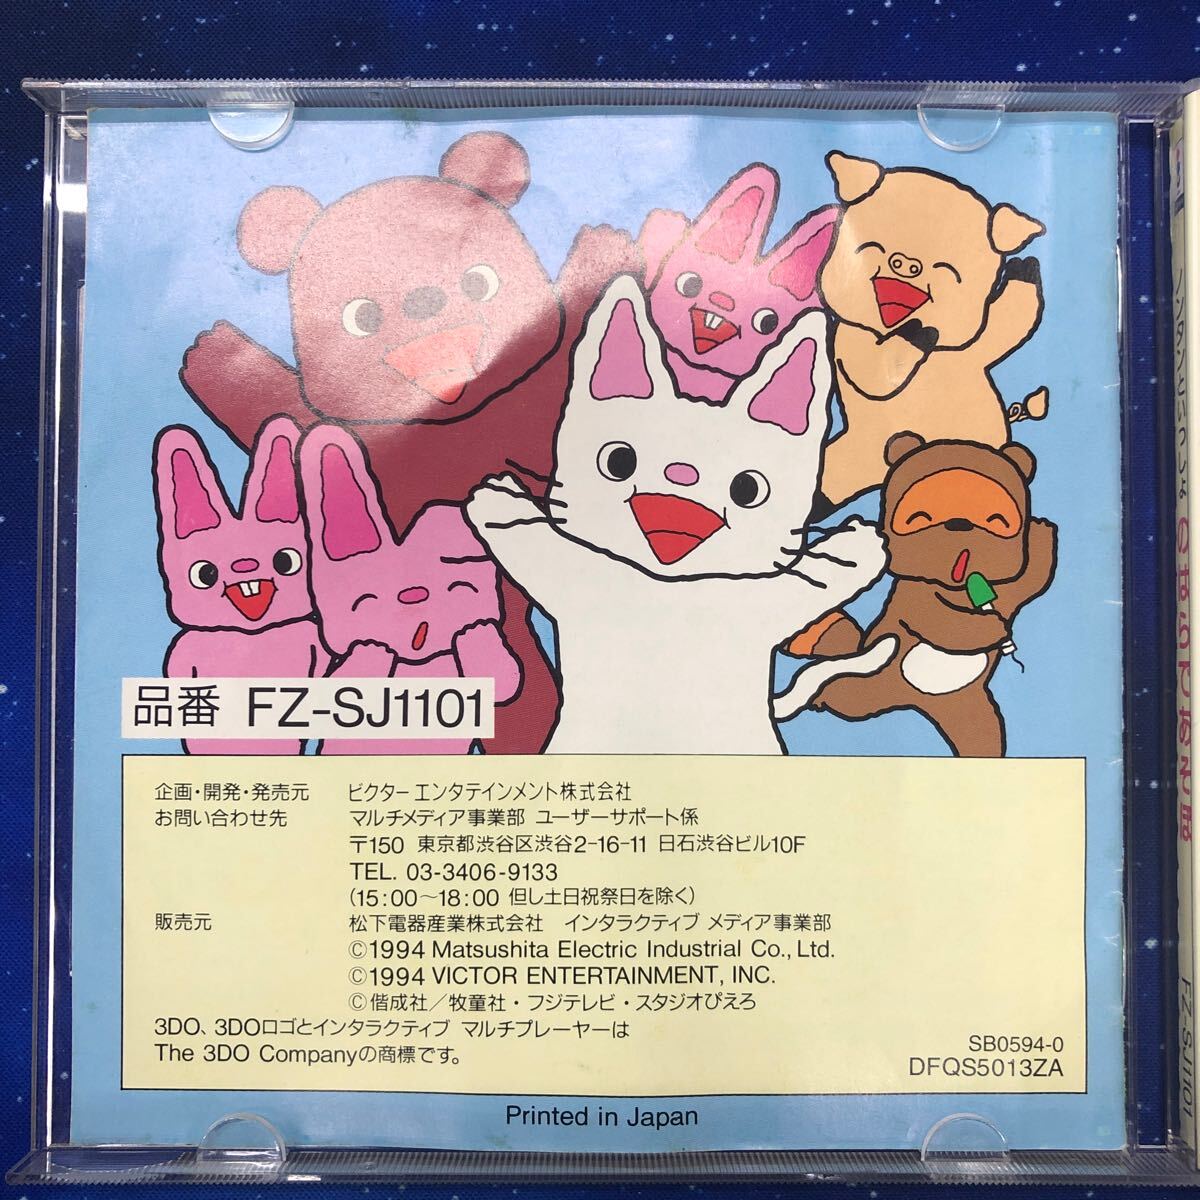 品番 FZ-SJ1101
企画・開発・発売元 ビクター エンタテインメント株式会社
お問い合わせ先 マルチメディア事業部 ユーザーサポート係
〒150 東京都渋谷区渋谷2-16-11 日石渋谷ビル10F
TEL. 03-3406-9133
(15:00〜18:00 但し土日祝祭日を除く)
販売元 松下電器産業株式会社 インタラクティブ メディア事業部
©1994 Matsushita Electric Industrial Co., Ltd.
©1994 VICTOR ENTERTAINMENT, INC.
©偕成社/牧童社・フジテレビ・スタジオぴえろ
3DO、3DOロゴとインタラクティブ マルチプレーヤーは
The 3DO Companyの商標です。
SB0594-0
DFQS5013ZA
Printed in Japan
ノンタンといっしょ
FZ-SJ1101